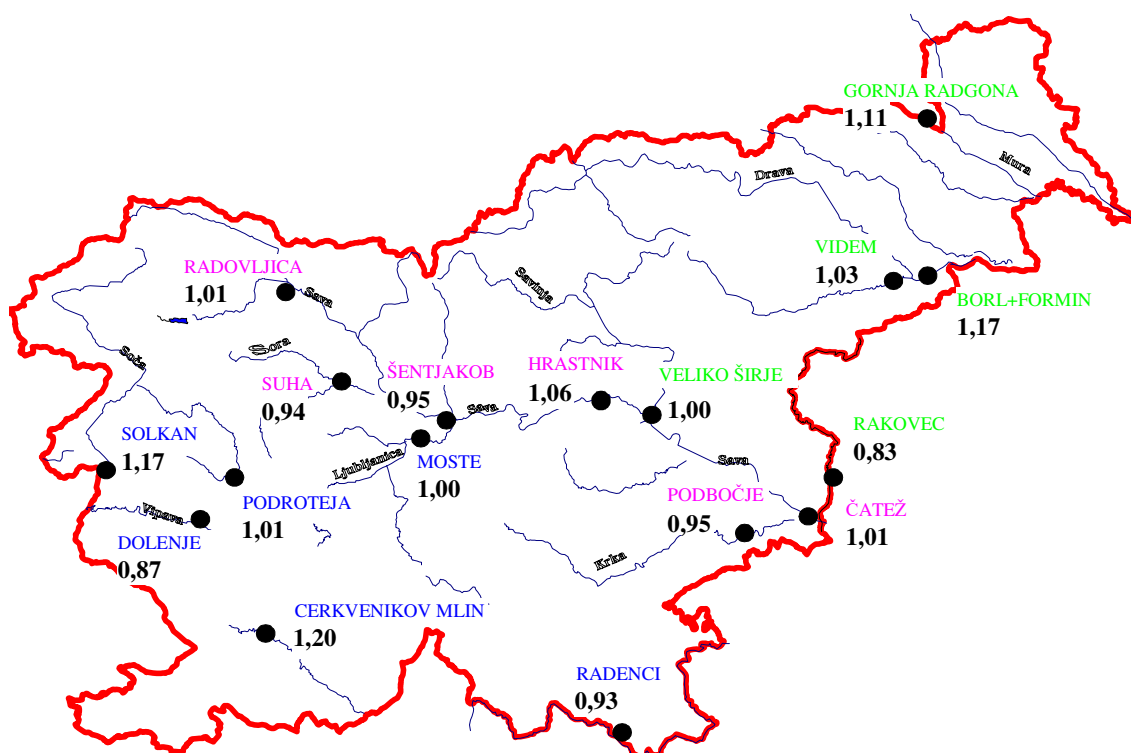 GORNJA RADGONA
1,11
Mura
Drava
VIDEM
1,03
BORL+FORMIN
1,17
RADOVLJICA
1,01
Sava
Savinja
Soča
Sora
SUHA
0,94
ŠENTJAKOB
0,95
Sava
HRASTNIK
1,06
VELIKO ŠIRJE
1,00
RAKOVEC
0,83
SOLKAN
1,17
Ljubljanica
MOSTE
1,00
Sava
PODROTEJA
1,01
PODBOČJE
0,95
ČATEŽ
1,01
Vipava
DOLENJE
0,87
Krka
CERKVENIKOV MLIN
1,20
RADENCI
0,93